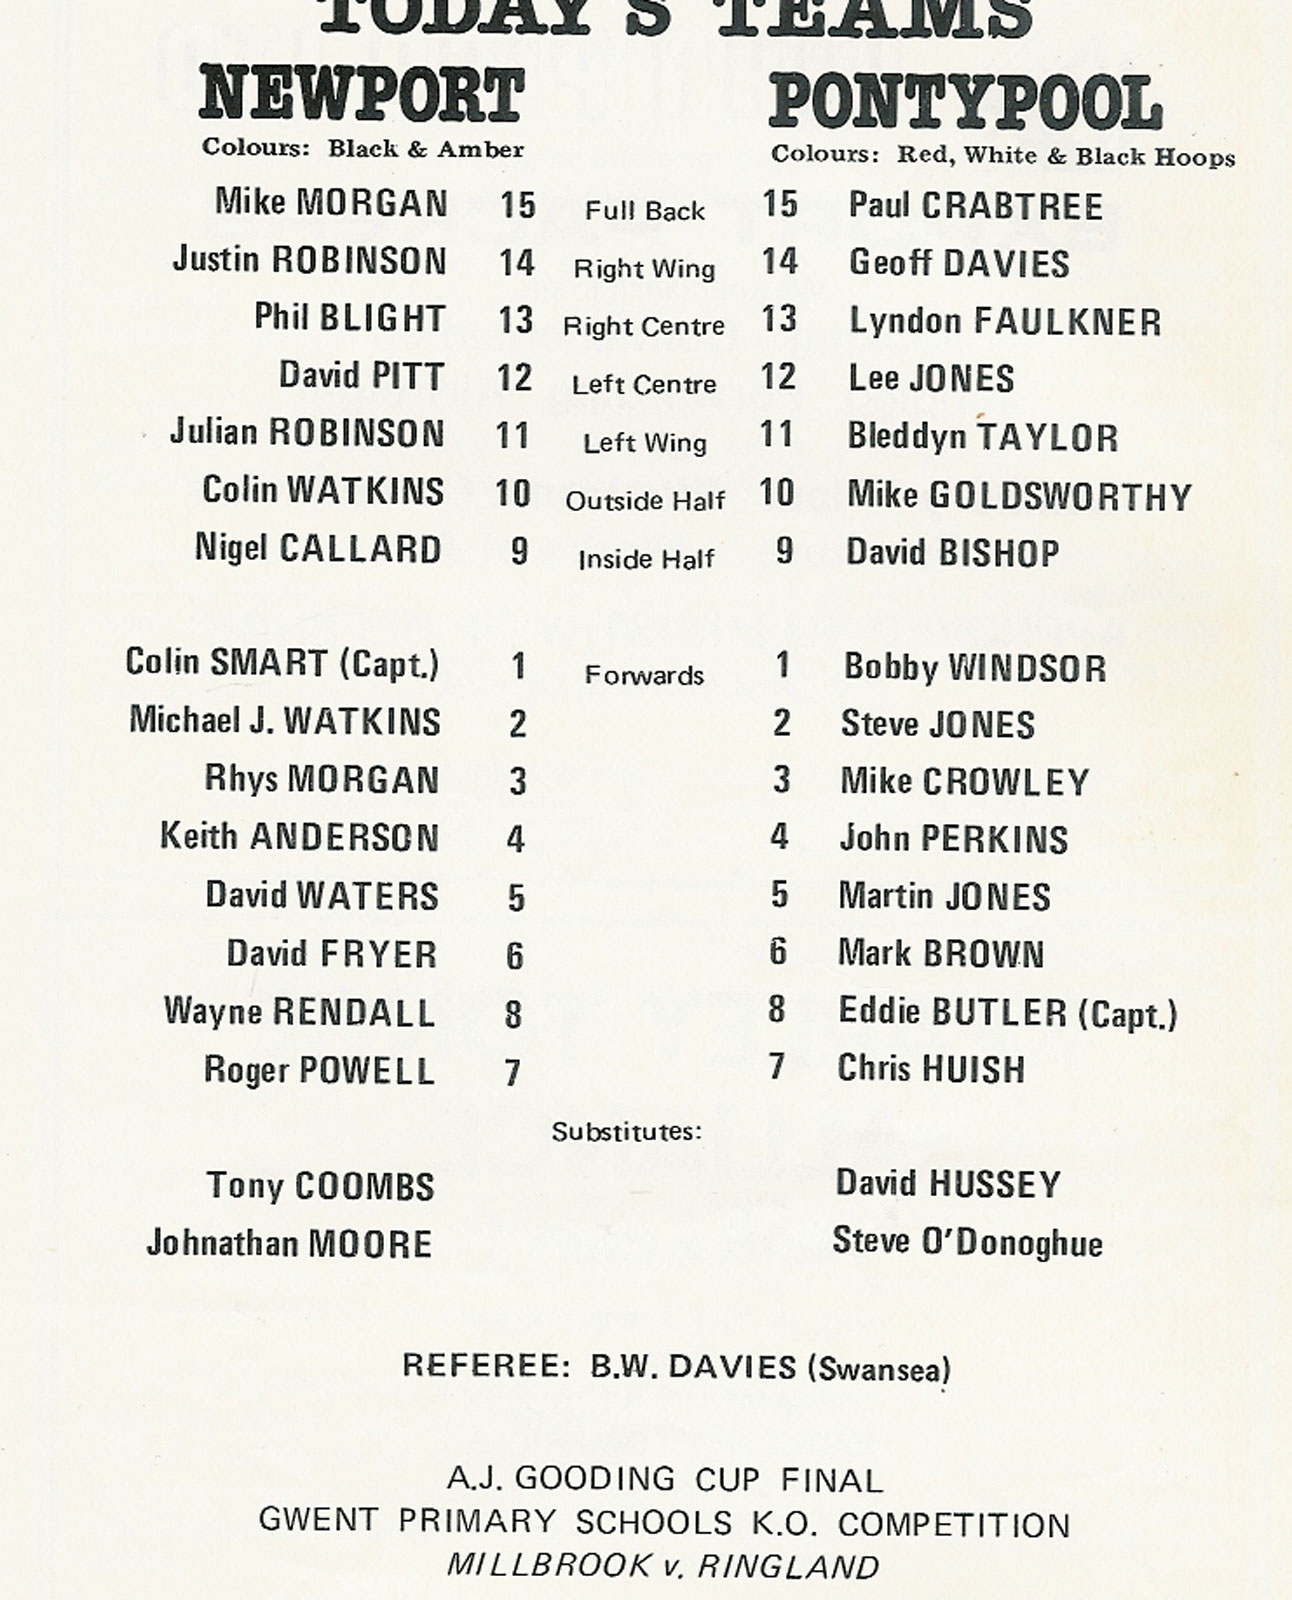 TODAY'S TEAMS
NEWPORT PONTYPOOL
Colours: Black & Amber Colours: Red, White & Black Hoops
Mike MORGAN 15 Full Back 15 Paul CRABTREE
Justin ROBINSON 14 Right Wing 14 Geoff DAVIES
Phil BLIGHT 13 Right Centre 13 Lyndon FAULKNER
David PITT 12 Left Centre 12 Lee JONES
Julian ROBINSON 11 Left Wing 11 Bleddyn TAYLOR
Colin WATKINS 10 Outside Half 10 Mike GOLDSWORTHY
Nigel CALLARD 9 Inside Half 9 David BISHOP
Colin SMART (Capt.) 1 Forwards 1 Bobby WINDSOR
Michael J. WATKINS 2 2 Steve JONES
Rhys MORGAN 3 3 Mike CROWLEY
Keith ANDERSON 4 4 John PERKINS
David WATERS 5 5 Martin JONES
David FRYER 6 6 Mark BROWN
Wayne RENDALL 8 8 Eddie BUTLER (Capt.)
Roger POWELL 7 7 Chris HUISH
Substitutes:
Tony COOMBS David HUSSEY
Johnathan MOORE Steve O'Donoghue
REFEREE: B.W. DAVIES (Swansea)
A.J. GOODING CUP FINAL
GWENT PRIMARY SCHOOLS K.O. COMPETITION
MILLBROOK v. RINGLAND